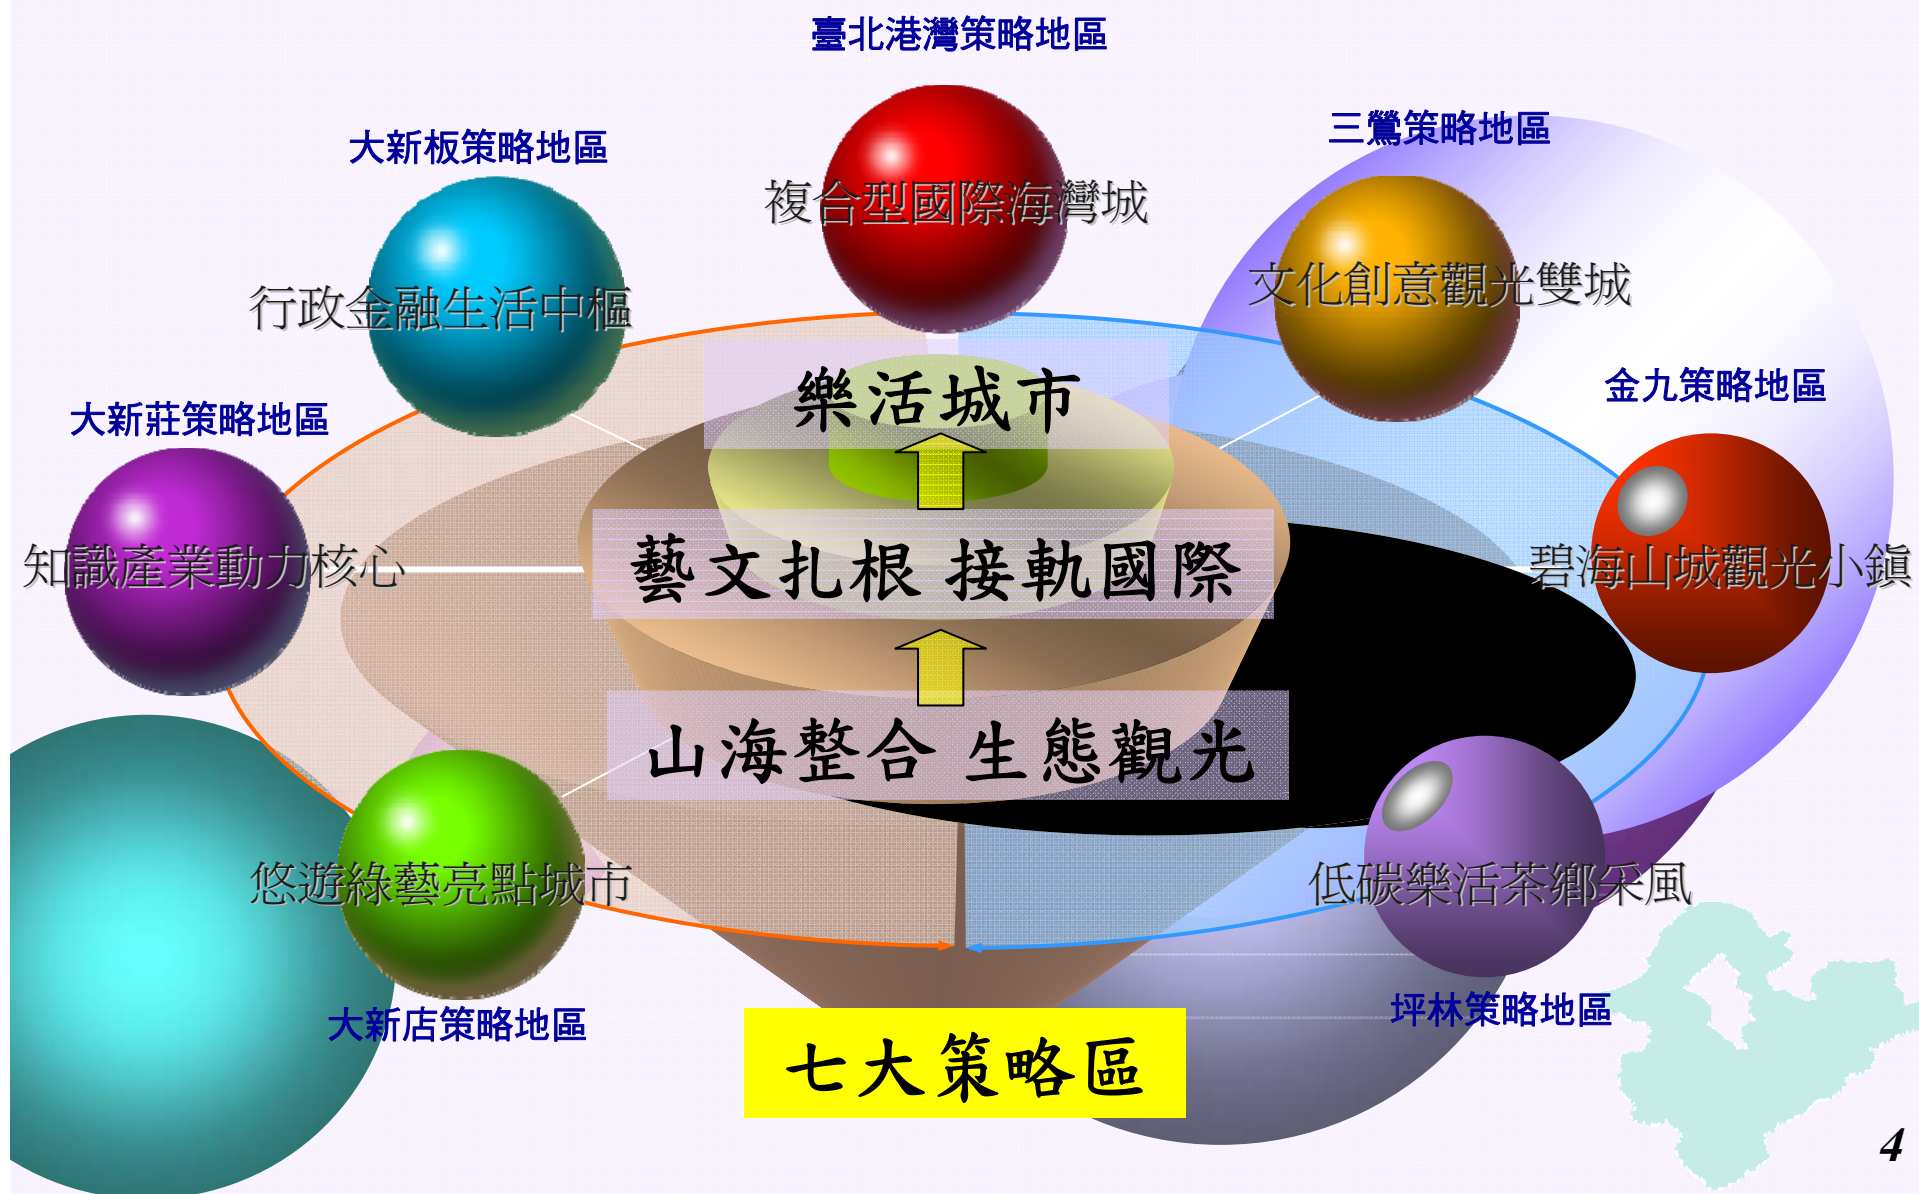 臺北港灣策略地區
三鶯策略地區
大新板策略地區
複合型國際海灣城
文化創意觀光雙城
行政金融生活中樞
樂活城市
金九策略地區
大新莊策略地區
知識產業動力核心
藝文扎根 接軌國際
碧海山城觀光小鎮
山海整合 生態觀光
悠遊綠藝亮點城市
低碳樂活茶鄉采風
大新店策略地區
坪林策略地區
七大策略區
4